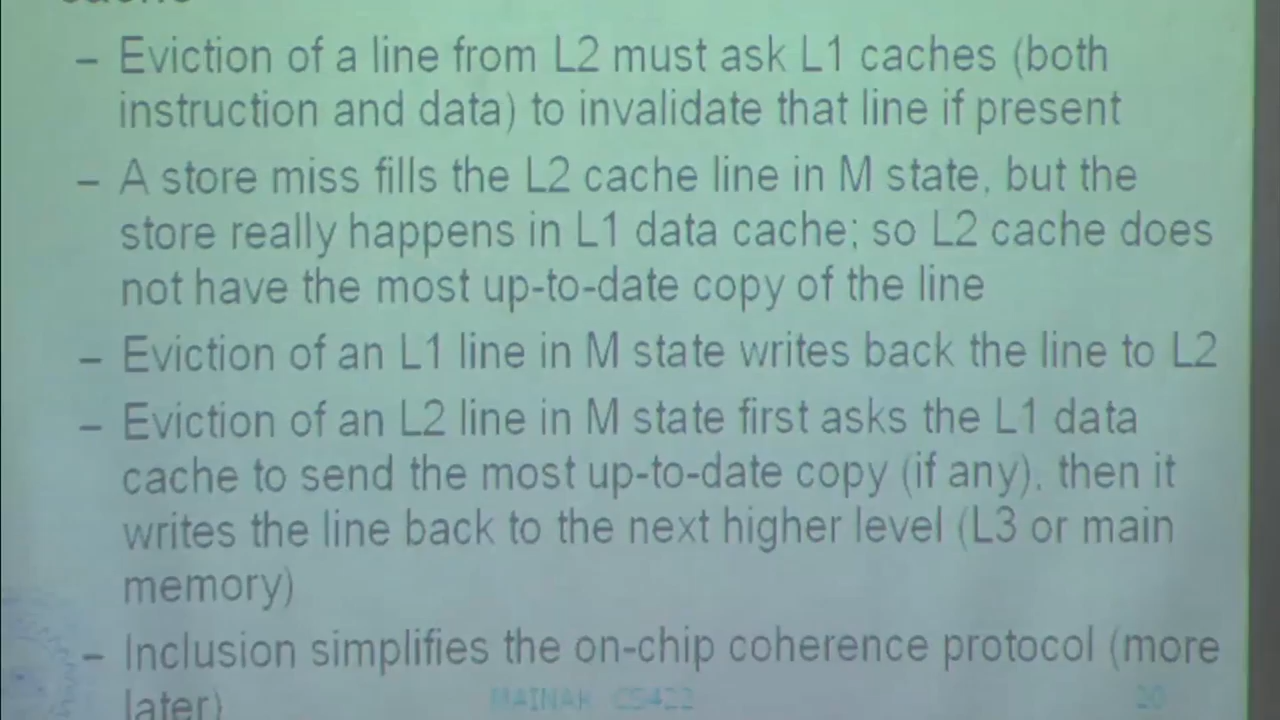 cache
– Eviction of a line from L2 must ask L1 caches (both
instruction and data) to invalidate that line if present
– A store miss fills the L2 cache line in M state, but the
store really happens in L1 data cache; so L2 cache does
not have the most up-to-date copy of the line
– Eviction of an L1 line in M state writes back the line to L2
– Eviction of an L2 line in M state first asks the L1 data
cache to send the most up-to-date copy (if any), then it
writes the line back to the next higher level (L3 or main
memory)
– Inclusion simplifies the on-chip coherence protocol (more
later)
MAINAK CS422 20